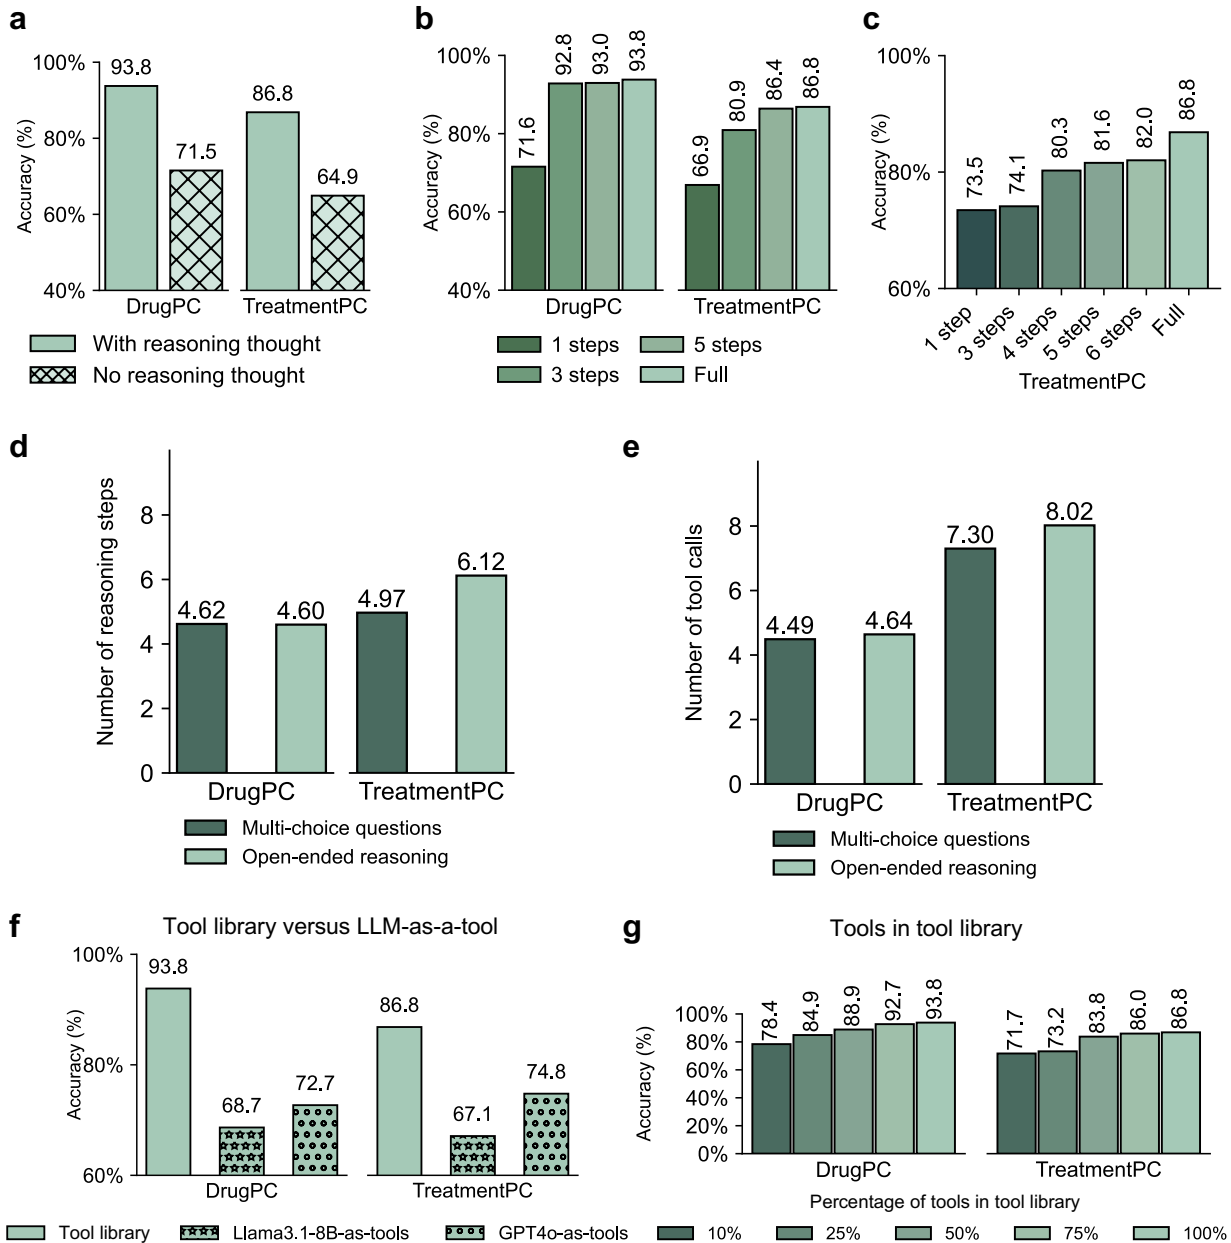 a
100%
80%
60%
40%
Accuracy (%)
93.8
71.5
86.8
64.9
DrugPC
TreatmentPC
With reasoning thought
No reasoning thought
b
100%
80%
60%
40%
Accuracy (%)
71.6
92.8
93.0
93.8
66.9
80.9
86.4
86.8
DrugPC
TreatmentPC
1 steps
5 steps
3 steps
Full
c
100%
80%
60%
Accuracy (%)
73.5
74.1
80.3
81.6
82.0
86.8
1 step
3 steps
4 steps
5 steps
6 steps
Full
TreatmentPC
d
8
6
4
2
0
Number of reasoning steps
4.62
4.60
4.97
6.12
DrugPC
TreatmentPC
Multi-choice questions
Open-ended reasoning
e
8
6
4
2
0
Number of tool calls
4.49
4.64
7.30
8.02
DrugPC
TreatmentPC
Multi-choice questions
Open-ended reasoning
f
Tool library versus LLM-as-a-tool
100%
80%
60%
Accuracy (%)
93.8
68.7
72.7
86.8
67.1
74.8
DrugPC
TreatmentPC
Tool library
Llama3.1-8B-as-tools
GPT4o-as-tools
g
Tools in tool library
100%
80%
60%
40%
20%
0%
Accuracy (%)
78.4
84.9
88.9
92.7
93.8
71.7
73.2
83.8
86.0
86.8
DrugPC
TreatmentPC
Percentage of tools in tool library
10%
25%
50%
75%
100%